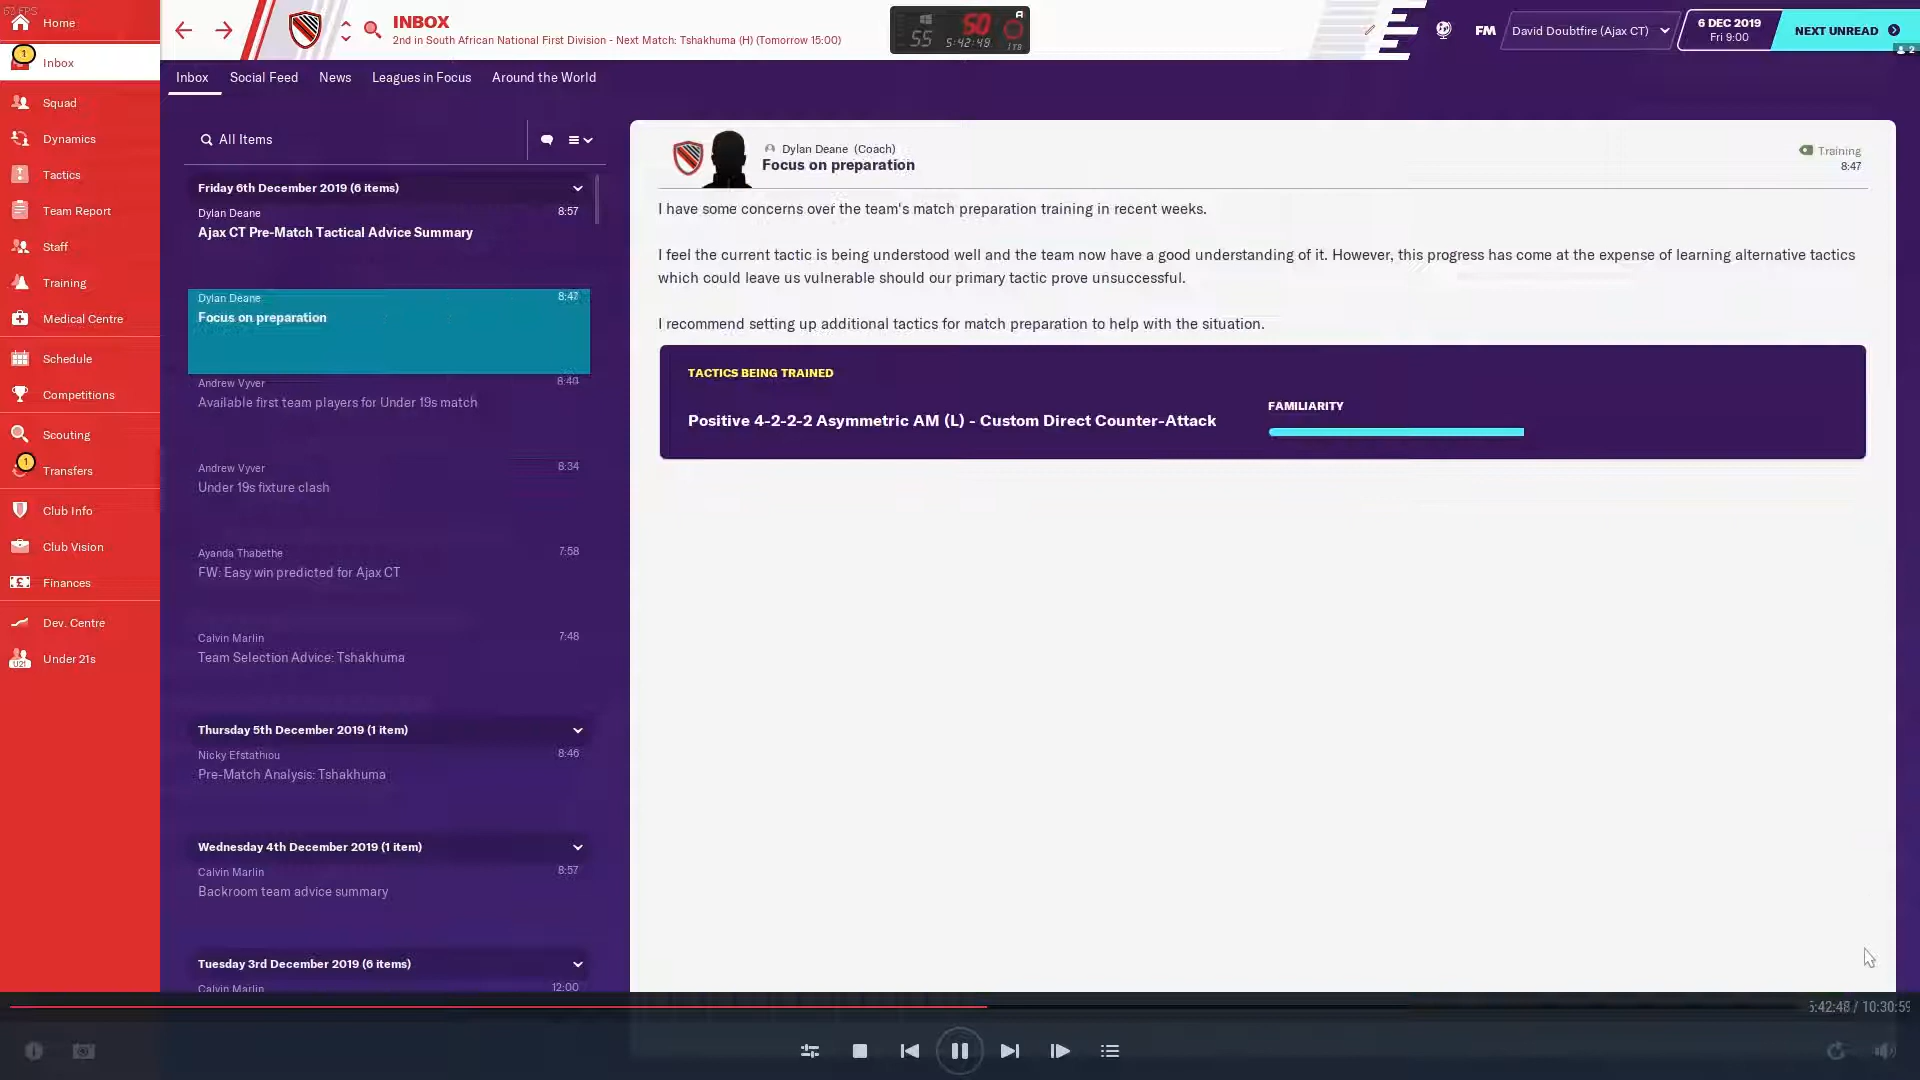 63 FPS
Home
1
Inbox
Squad
Dynamics
Tactics
Team Report
Staff
Training
Medical Centre
Schedule
Competitions
Scouting
1
Transfers
Club Info
Club Vision
Finances
Dev. Centre
U21
Under 21s
INBOX
2nd in South African National First Division - Next Match: Tshakhuma (H) (Tomorrow 15:00)
55
60
A
5:42:49
1TB
FM
David Doubtfire (Ajax CT)
6 DEC 2019
Fri 9:00
NEXT UNREAD
2
Inbox
Social Feed
News
Leagues in Focus
Around the World
All Items
Friday 6th December 2019 (6 items)
Dylan Deane
8:57
Ajax CT Pre-Match Tactical Advice Summary
Dylan Deane
8:47
Focus on preparation
Andrew Vyver
8:40
Available first team players for Under 19s match
Andrew Vyver
8:34
Under 19s fixture clash
Ayanda Thabethe
7:58
FW: Easy win predicted for Ajax CT
Calvin Marlin
7:48
Team Selection Advice: Tshakhuma
Thursday 5th December 2019 (1 item)
Nicky Efstathiou
8:46
Pre-Match Analysis: Tshakhuma
Wednesday 4th December 2019 (1 item)
Calvin Marlin
8:57
Backroom team advice summary
Tuesday 3rd December 2019 (6 items)
Calvin Marlin
12:00
Dylan Deane (Coach)
Focus on preparation
Training
8:47
I have some concerns over the team's match preparation training in recent weeks.
I feel the current tactic is being understood well and the team now have a good understanding of it. However, this progress has come at the expense of learning alternative tactics
which could leave us vulnerable should our primary tactic prove unsuccessful.
I recommend setting up additional tactics for match preparation to help with the situation.
TACTICS BEING TRAINED
Positive 4-2-2-2 Asymmetric AM (L) - Custom Direct Counter-Attack
FAMILIARITY
5:42:48 / 10:30:59